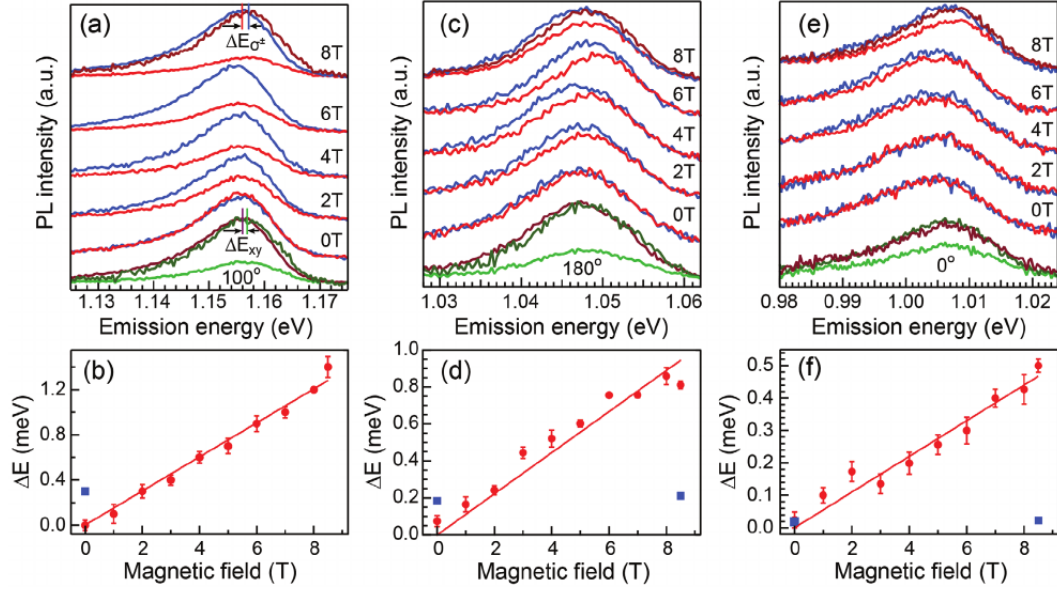 (a)
ΔE_σ±
8T
6T
4T
2T
0T
ΔE_xy
100°
PL intensity (a.u.)
1.13 1.14 1.15 1.16 1.17
Emission energy (eV)
(c)
8T
6T
4T
2T
0T
180°
PL intensity (a.u.)
1.03 1.04 1.05 1.06
Emission energy (eV)
(e)
8T
6T
4T
2T
0T
0°
PL intensity (a.u.)
0.98 0.99 1.00 1.01 1.02
Emission energy (eV)
(b)
ΔE (meV)
1.2
0.8
0.4
0.0
0 2 4 6 8
Magnetic field (T)
(d)
ΔE (meV)
1.0
0.8
0.6
0.4
0.2
0.0
0 2 4 6 8
Magnetic field (T)
(f)
ΔE (meV)
0.5
0.4
0.3
0.2
0.1
0.0
0 2 4 6 8
Magnetic field (T)